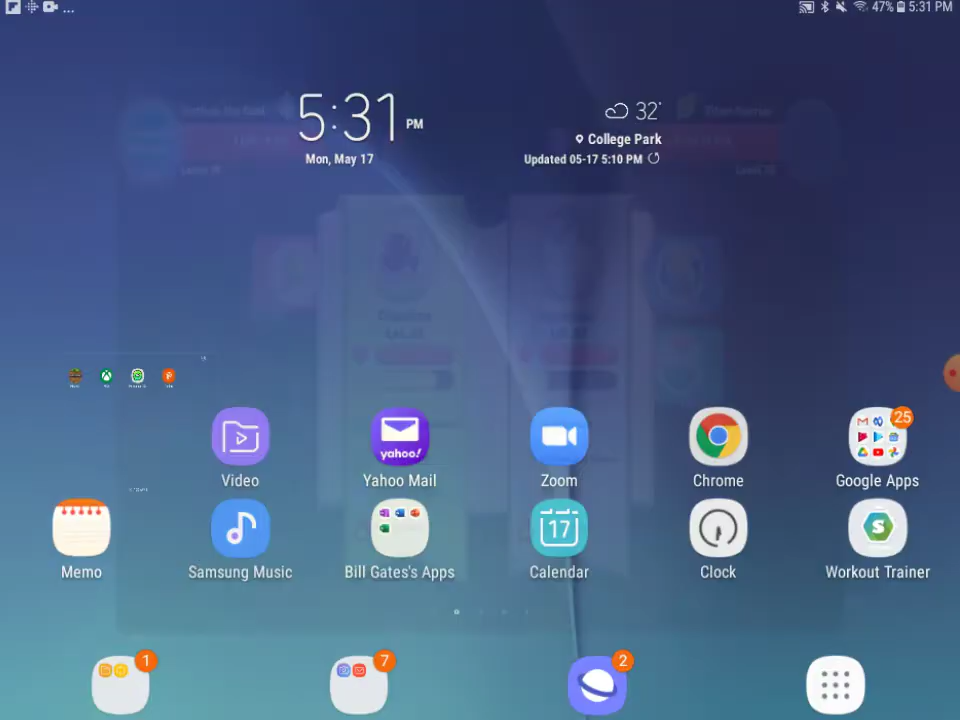 ... 47% 5:31 PM
5:31 PM
Mon, May 17
32°
College Park
Updated 05-17 5:10 PM
yahoo!
25
Video
Yahoo Mail
Zoom
Chrome
Google Apps
17
S
Memo
Samsung Music
Bill Gates's Apps
Calendar
Clock
Workout Trainer
1
7
2